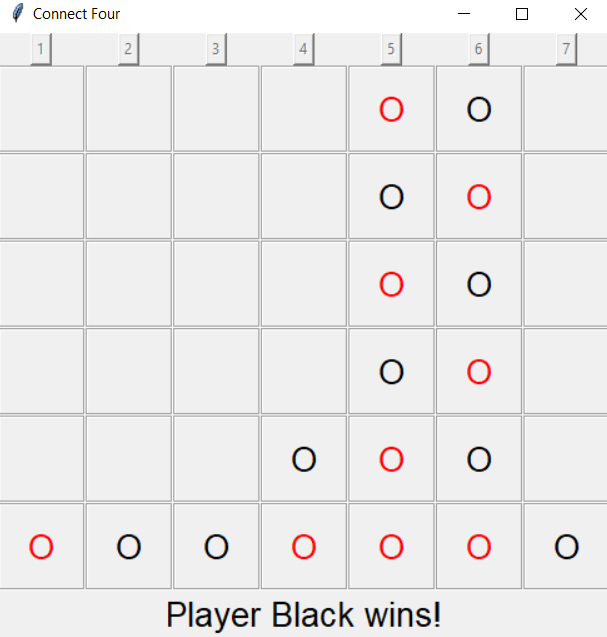 Connect Four
1 2 3 4 5 6 7
O O
O O
O O
O O
O O O
O O O O O O O
Player Black wins!